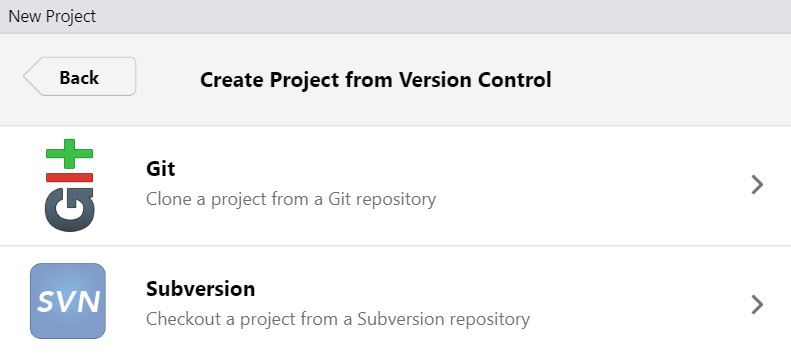 New Project
Back
Create Project from Version Control
Git
Git
Clone a project from a Git repository
SVN
Subversion
Checkout a project from a Subversion repository